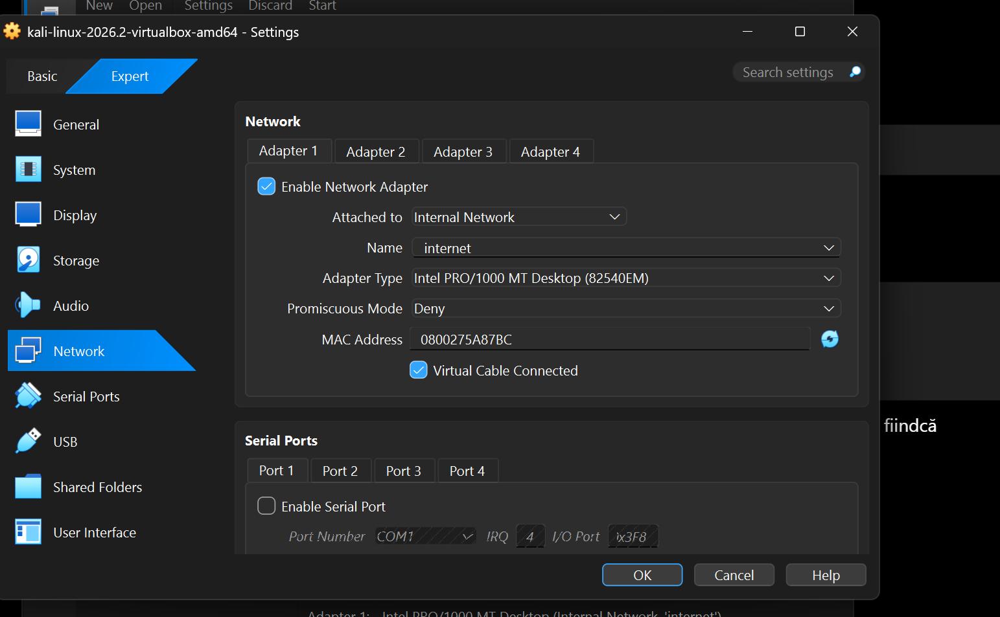 New Open Settings Discard Start
kali-linux-2026.2-virtualbox-amd64 - Settings
Basic Expert
Search settings
General
System
Display
Storage
Audio
Network
Serial Ports
USB
Shared Folders
User Interface
Network
Adapter 1 Adapter 2 Adapter 3 Adapter 4
Enable Network Adapter
Attached to Internal Network
Name internet
Adapter Type Intel PRO/1000 MT Desktop (82540EM)
Promiscuous Mode Deny
MAC Address 0800275A87BC
Virtual Cable Connected
Serial Ports
Port 1 Port 2 Port 3 Port 4
Enable Serial Port
Port Number COM1 IRQ 4 I/O Port 0x3F8
OK Cancel Help
fiindcă
Adapter 1: Intel PRO/1000 MT Desktop (Internal Network, 'internet')